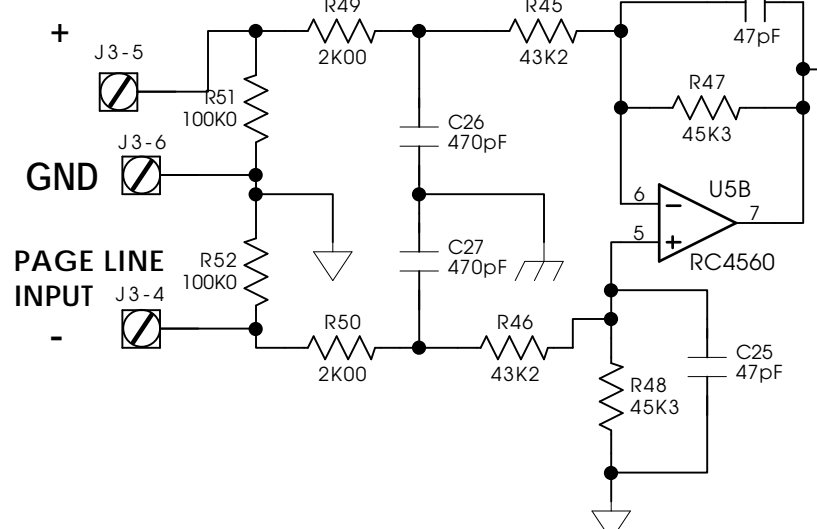 +
J3-5
R49
2K00
R45
43K2
47pF
R51
100K0
C26
470pF
R47
45K3
J3-6
GND
6
-
U5B
7
5
+
RC4560
PAGE LINE
INPUT
J3-4
-
R52
100K0
C27
470pF
R50
2K00
R46
43K2
R48
45K3
C25
47pF